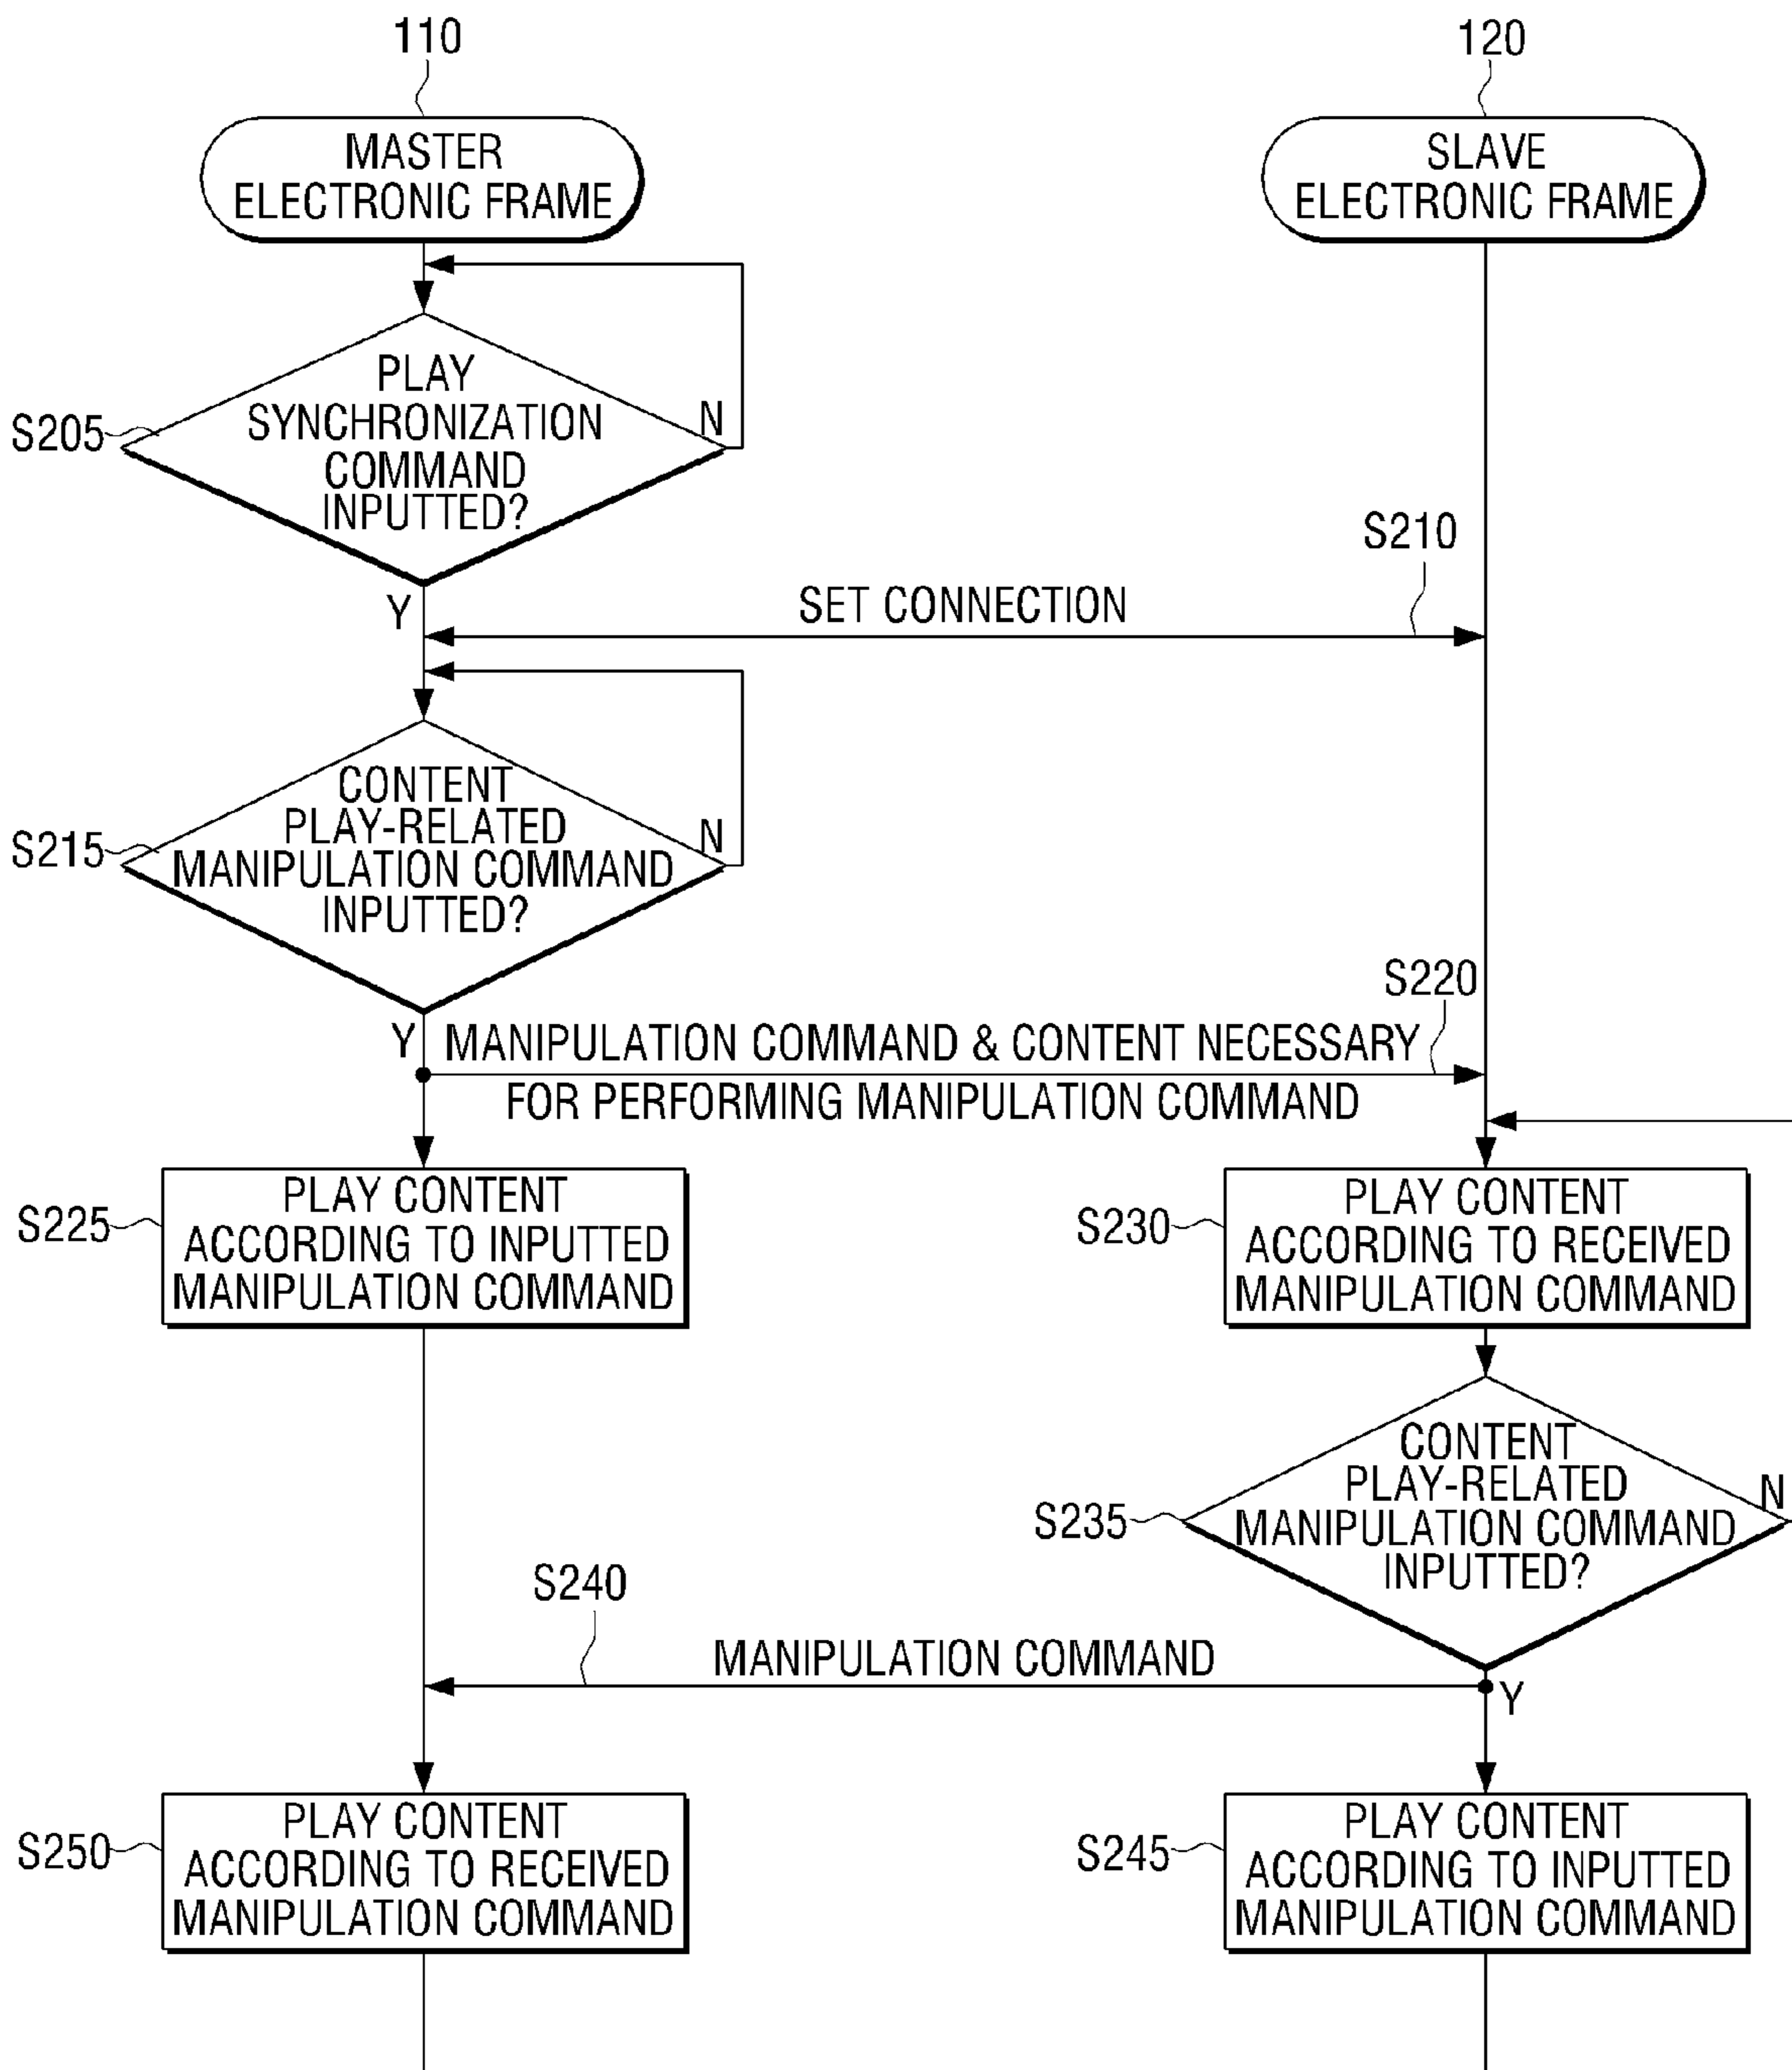 110
120
MASTER
ELECTRONIC FRAME
SLAVE
ELECTRONIC FRAME
S205
PLAY
SYNCHRONIZATION
COMMAND
INPUTTED?
N
Y
S210
SET CONNECTION
S215
CONTENT
PLAY-RELATED
MANIPULATION COMMAND
INPUTTED?
N
Y
S220
MANIPULATION COMMAND & CONTENT NECESSARY
FOR PERFORMING MANIPULATION COMMAND
S225
PLAY CONTENT
ACCORDING TO INPUTTED
MANIPULATION COMMAND
S230
PLAY CONTENT
ACCORDING TO RECEIVED
MANIPULATION COMMAND
S235
CONTENT
PLAY-RELATED
MANIPULATION COMMAND
INPUTTED?
N
Y
S240
MANIPULATION COMMAND
S250
PLAY CONTENT
ACCORDING TO RECEIVED
MANIPULATION COMMAND
S245
PLAY CONTENT
ACCORDING TO INPUTTED
MANIPULATION COMMAND